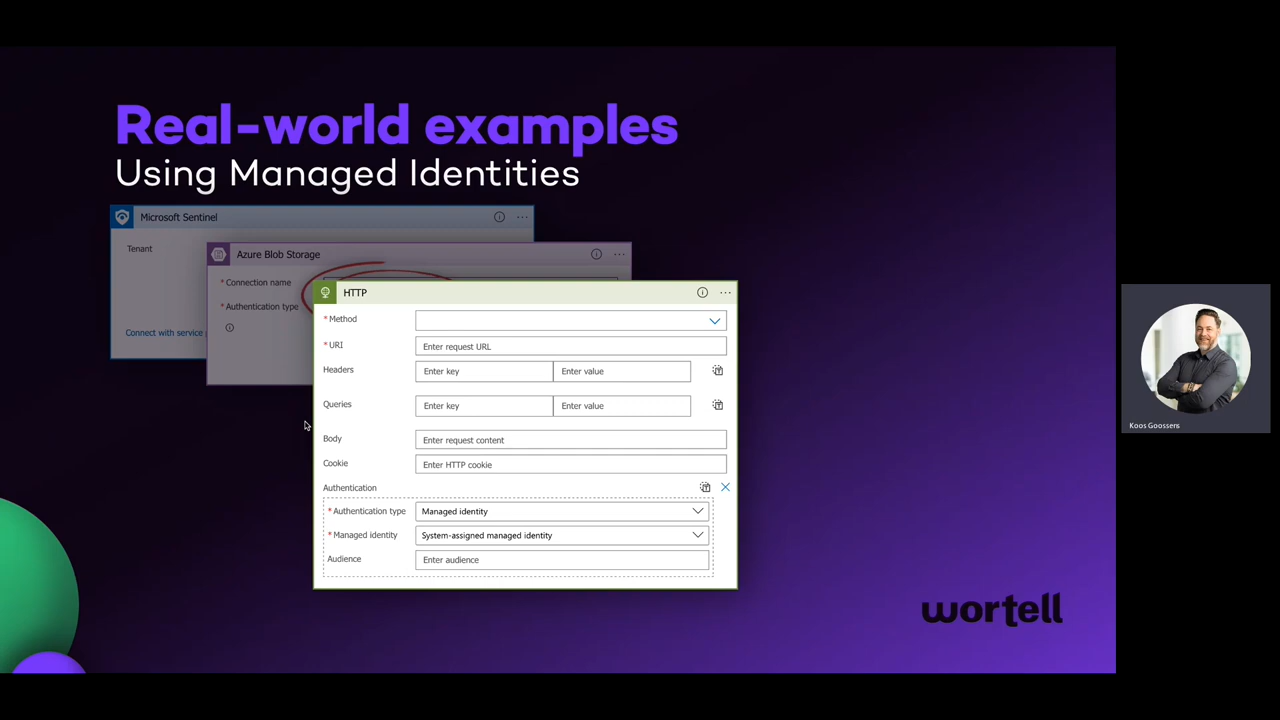 Real-world examples
Using Managed Identities
Microsoft Sentinel
Tenant
Connect with service
Azure Blob Storage
* Connection name
* Authentication type
HTTP
* Method
* URI
Enter request URL
Headers
Enter key
Enter value
Queries
Enter key
Enter value
Body
Enter request content
Cookie
Enter HTTP cookie
Authentication
* Authentication type
Managed identity
* Managed identity
System-assigned managed identity
Audience
Enter audience
wortell
Koos Goossens